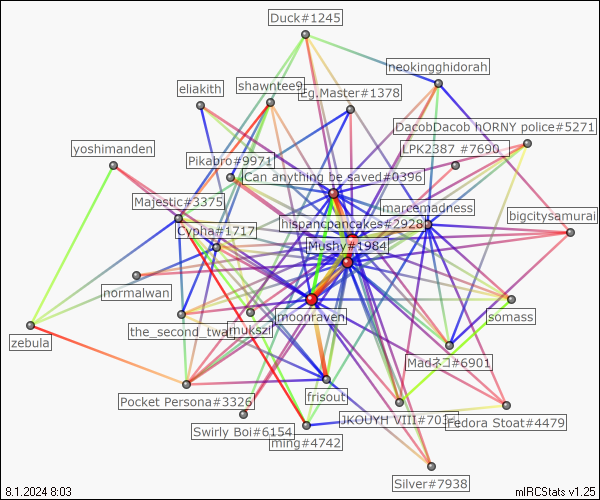 Duck#1245
neokingghidorah
eliakith
shawntee9
Eg.Master#1378
DacobDacob hORNY police#5271
yoshimanden
LPK2387 #7690
Pikabro#9971
Can anything be saved#0396
Majestic#3375
marcemadness
bigcitysamurai
hispancpancakes#2928
Cypha#1717
Mushy#1984
normalwan
moonraven
somass
the_second_twa
mukszi
zebula
Madネコ#6901
frisout
Pocket Persona#3326
JKOUYH VIII#703
Fedora Stoat#4479
Swirly Boi#6154
ming#4742
Silver#7938
8.1.2024 8:03
mIRCStats v1.25